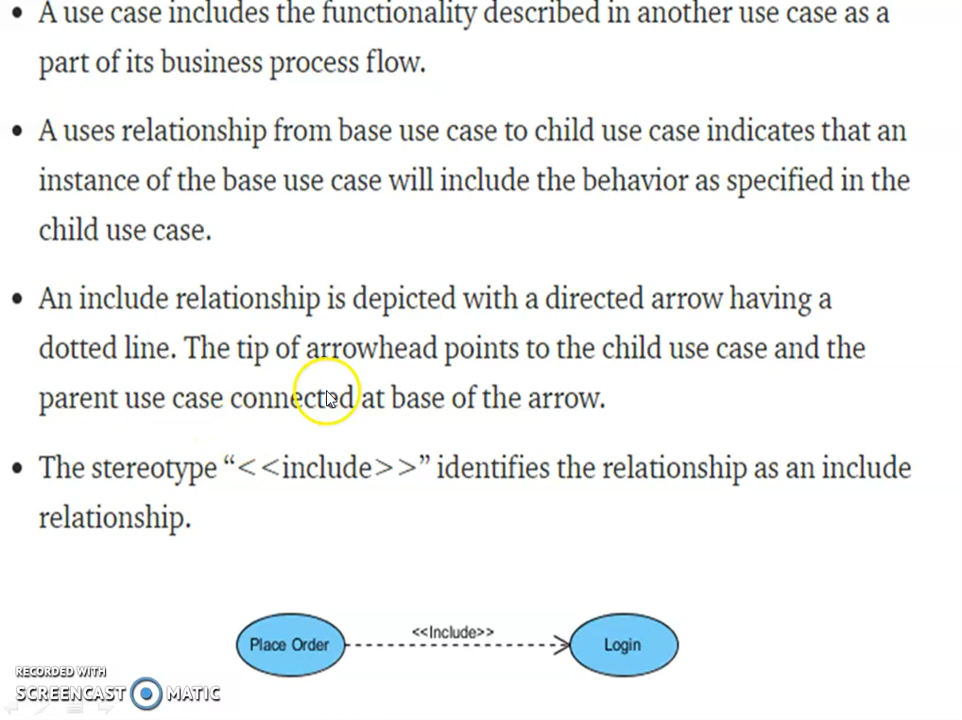 • A use case includes the functionality described in another use case as a
part of its business process flow.
• A uses relationship from base use case to child use case indicates that an
instance of the base use case will include the behavior as specified in the
child use case.
• An include relationship is depicted with a directed arrow having a
dotted line. The tip of arrowhead points to the child use case and the
parent use case connected at base of the arrow.
• The stereotype “<<include>>” identifies the relationship as an include
relationship.
<<Include>>
Place Order
Login
RECORDED WITH
SCREENCAST MATIC